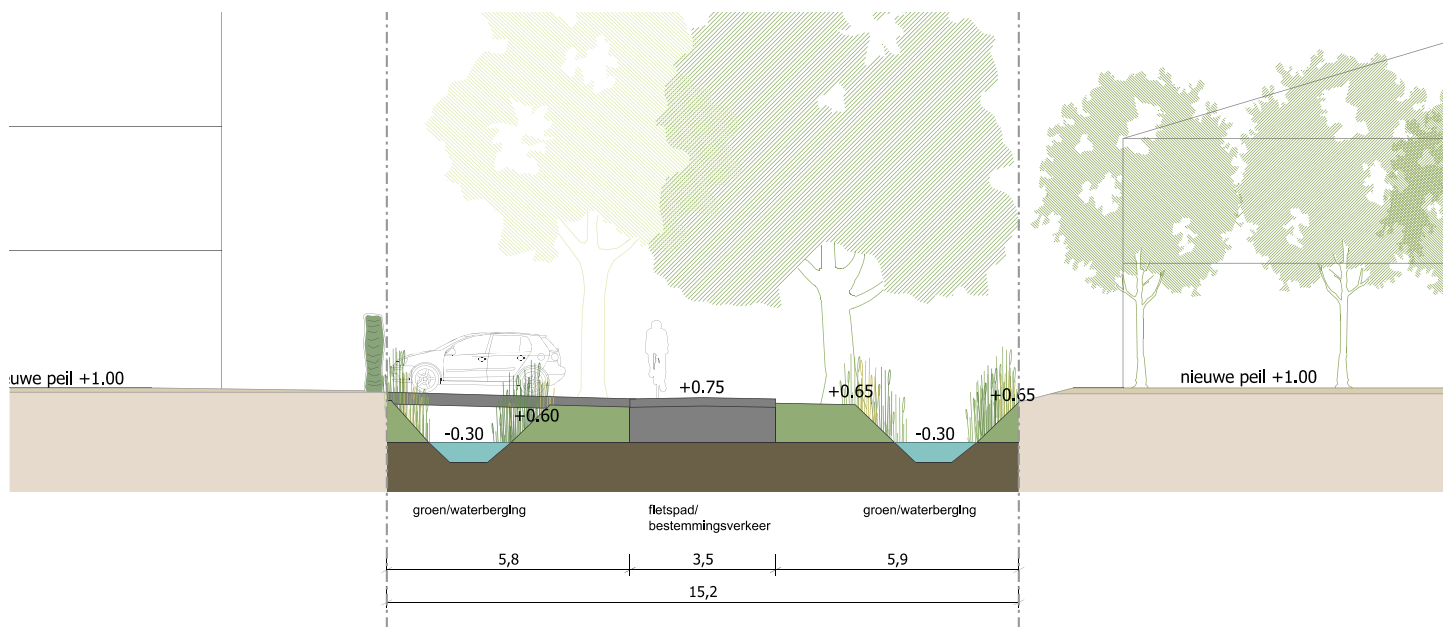 euwe peil +1.00
nieuwe peil +1.00
+0.75
+0.65
+0.65
+0.60
-0.30
-0.30
groen/waterberging
fietspad/
bestemmingsverkeer
groen/waterberging
5,8
3,5
5,9
15,2